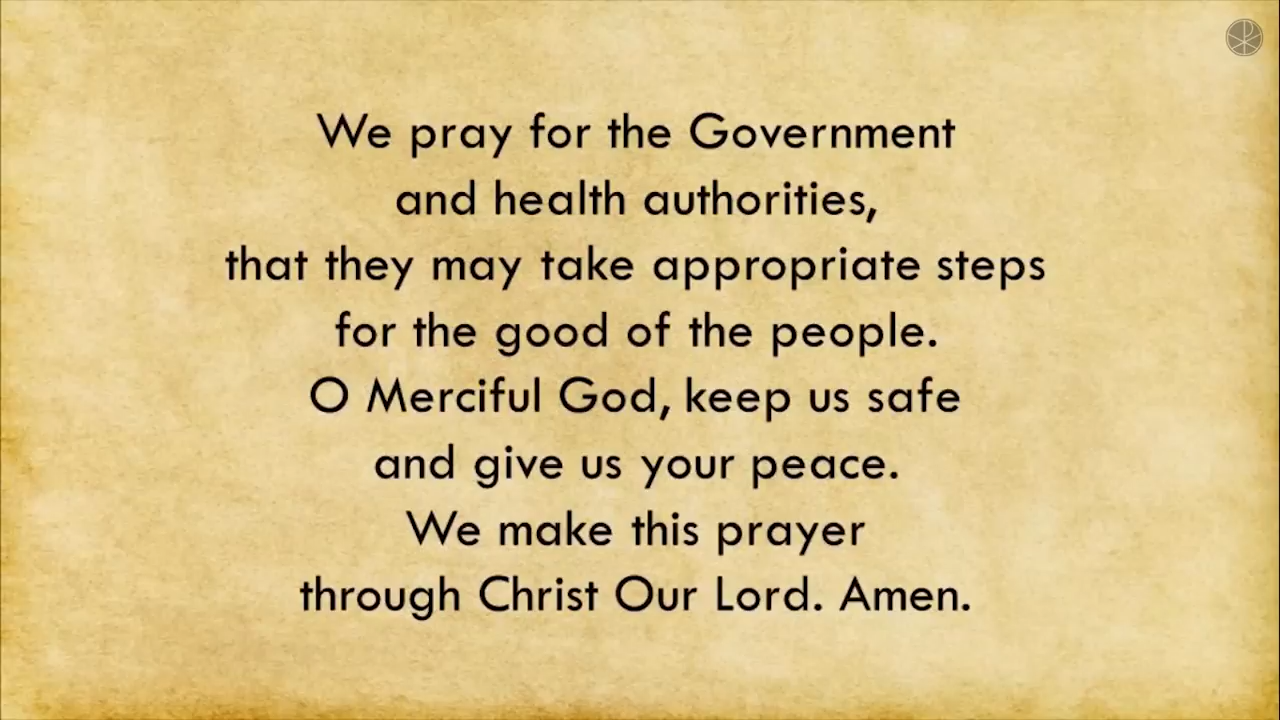 We pray for the Government
and health authorities,
that they may take appropriate steps
for the good of the people.
O Merciful God, keep us safe
and give us your peace.
We make this prayer
through Christ Our Lord. Amen.